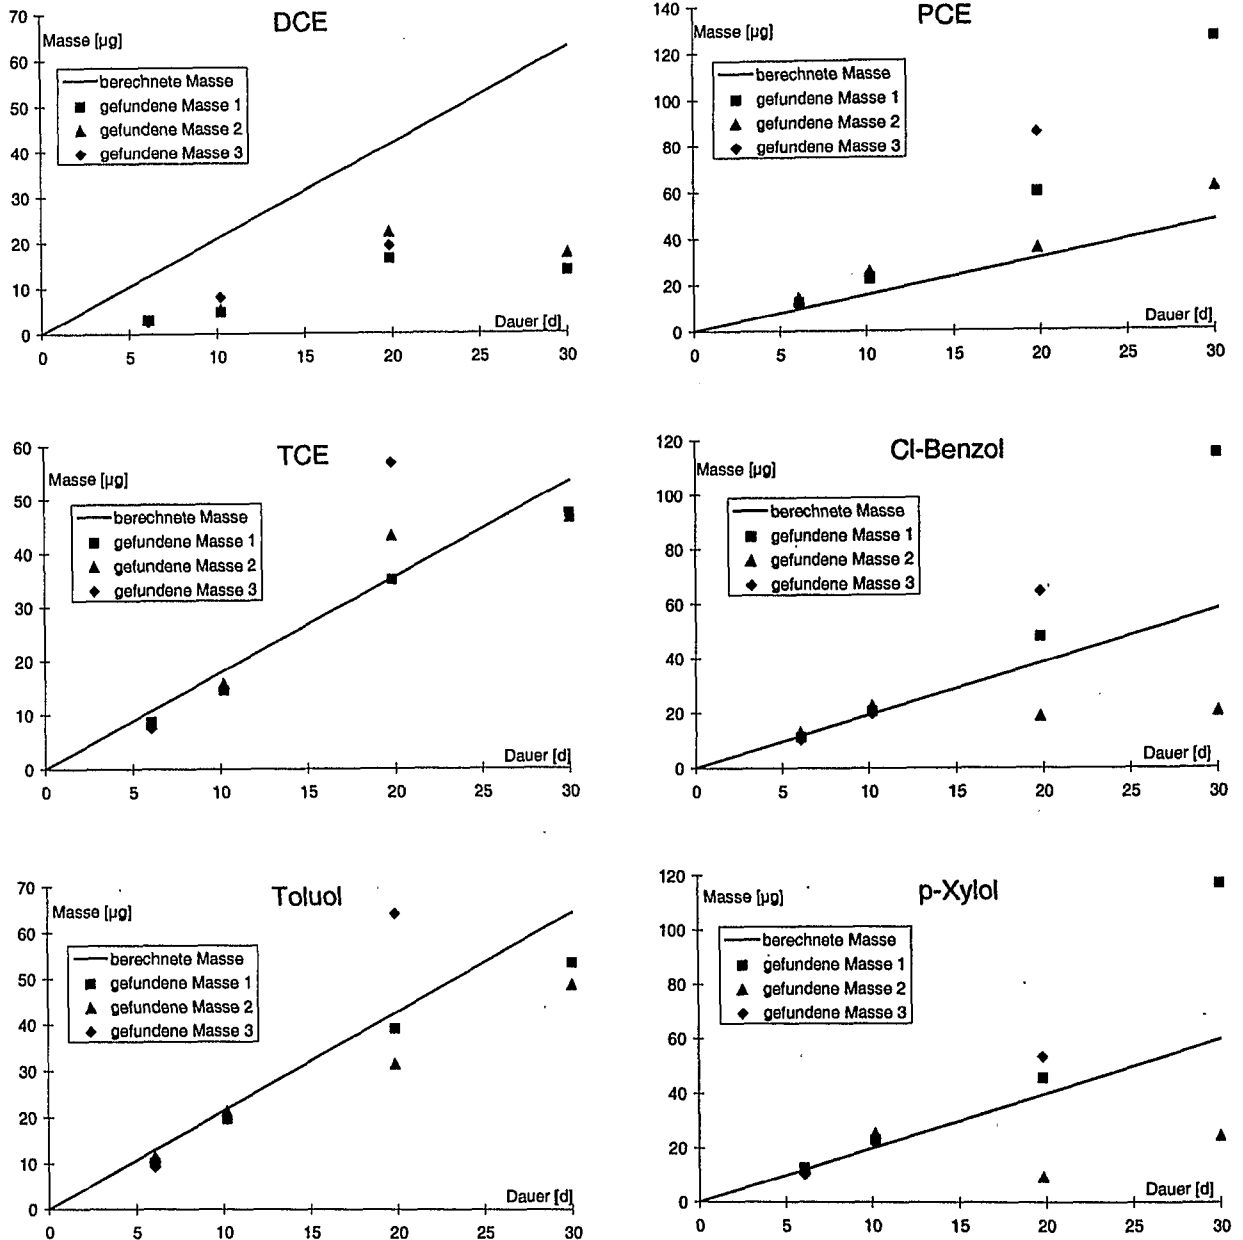 DCE
Masse [µg]
70
60
50
40
30
20
10
0
berechnete Masse
gefundene Masse 1
gefundene Masse 2
gefundene Masse 3
Dauer [d]
0 5 10 15 20 25 30
PCE
Masse [µg]
140
120
100
80
60
40
20
0
berechnete Masse
gefundene Masse 1
gefundene Masse 2
gefundene Masse 3
Dauer [d]
0 5 10 15 20 25 30
TCE
Masse [µg]
60
50
40
30
20
10
0
berechnete Masse
gefundene Masse 1
gefundene Masse 2
gefundene Masse 3
Dauer [d]
0 5 10 15 20 25 30
Cl-Benzol
Masse [µg]
120
100
80
60
40
20
0
berechnete Masse
gefundene Masse 1
gefundene Masse 2
gefundene Masse 3
Dauer [d]
0 5 10 15 20 25 30
Toluol
Masse [µg]
70
60
50
40
30
20
10
0
berechnete Masse
gefundene Masse 1
gefundene Masse 2
gefundene Masse 3
Dauer [d]
0 5 10 15 20 25 30
p-Xylol
Masse [µg]
120
100
80
60
40
20
0
berechnete Masse
gefundene Masse 1
gefundene Masse 2
gefundene Masse 3
Dauer [d]
0 5 10 15 20 25 30